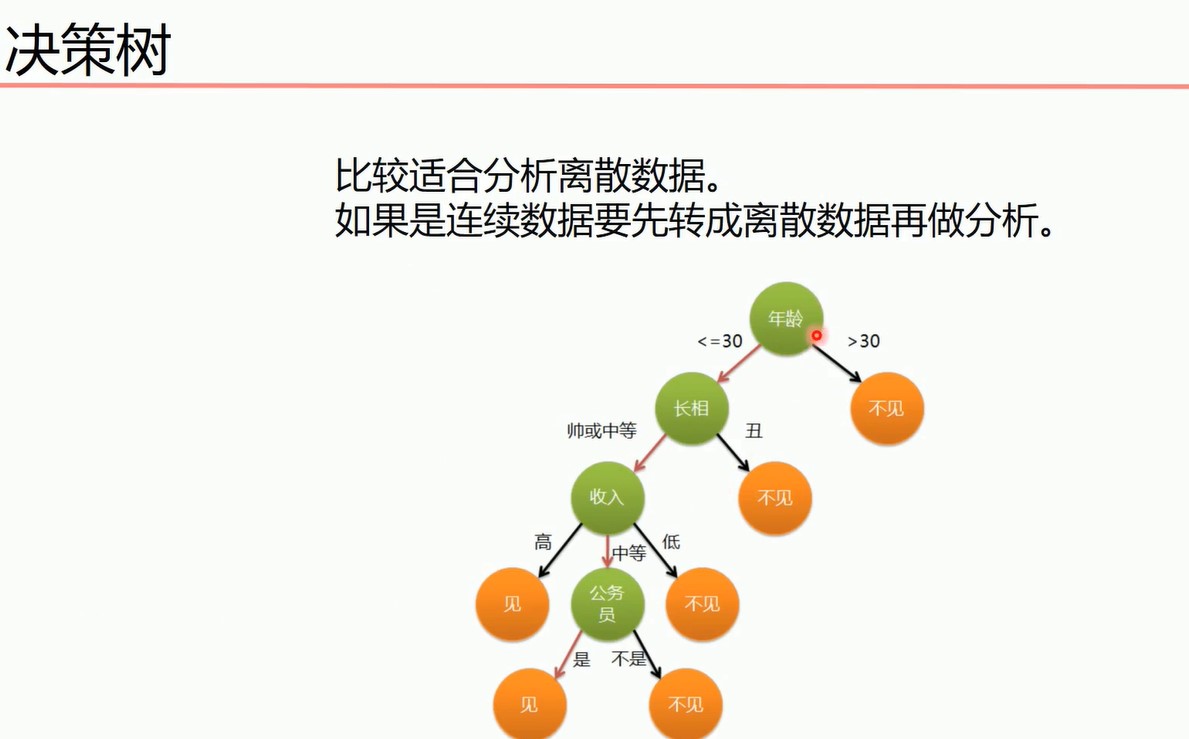 决策树
比较适合分析离散数据。
如果是连续数据要先转成离散数据再做分析。
年龄
<=30
>30
长相
不见
帅或中等
丑
收入
不见
高
中等
低
见
公务
员
不见
是
不是
见
不见